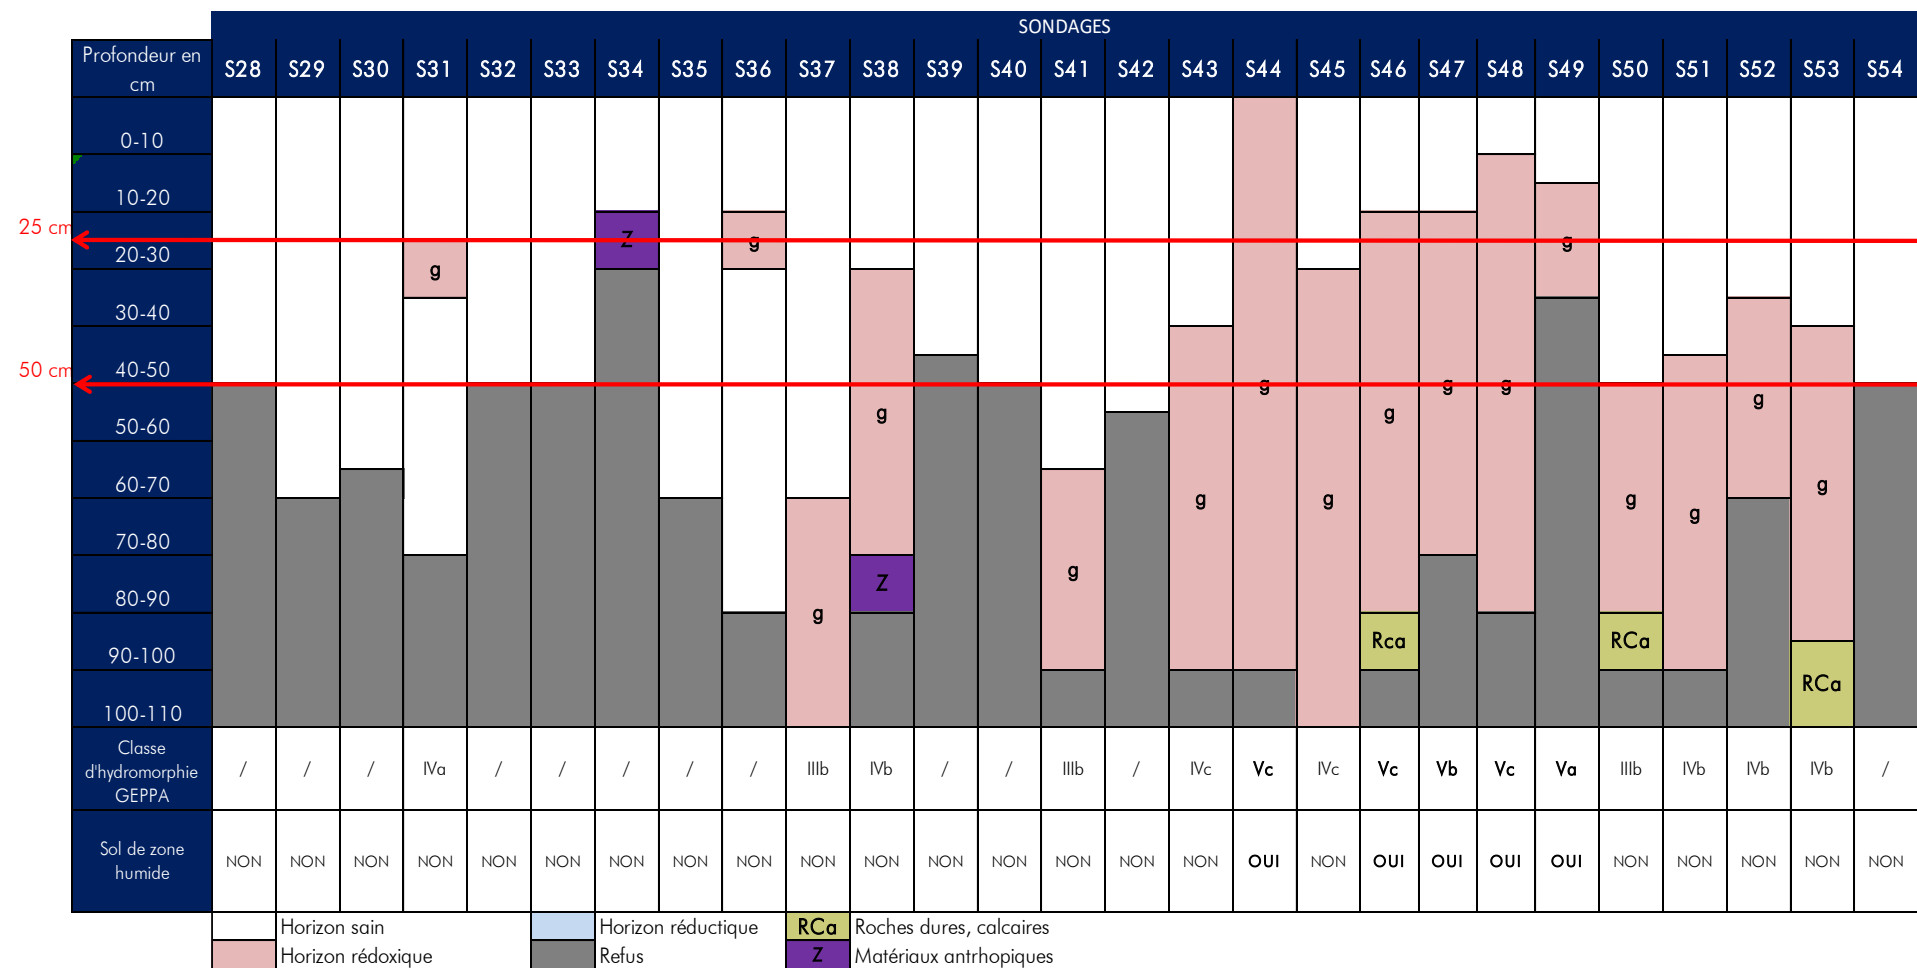 SONDAGES
Profondeur en cm S28 S29 S30 S31 S32 S33 S34 S35 S36 S37 S38 S39 S40 S41 S42 S43 S44 S45 S46 S47 S48 S49 S50 S51 S52 S53 S54
0-10
10-20
25 cm
Z g g
20-30
g
30-40
40-50
50 cm
g g g
g
g g
50-60
60-70
g
g g g
g
70-80
g
Z
80-90
g
Rca RCa
90-100
RCa
100-110
Classe d'hydromorphie GEPPA / / / IVa / / / / / IIIb IVb / / IIIb / IVc Vc IVc Vc Vb Vc Va IIIb IVb IVb IVb /
Sol de zone humide NON NON NON NON NON NON NON NON NON NON NON NON NON NON NON NON OUI NON OUI OUI OUI OUI NON NON NON NON NON
Horizon sain Horizon réductique RCa Roches dures, calcaires
Horizon rédoxique Refus Z Matériaux antrhopiques